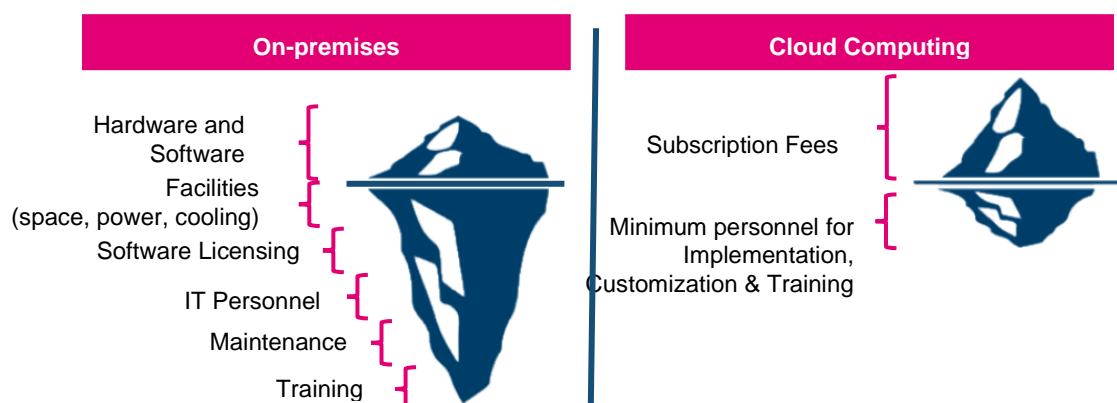 On-premises
Hardware and
Software
Facilities
(space, power, cooling)
Software Licensing
IT Personnel
Maintenance
Training
Cloud Computing
Subscription Fees
Minimum personnel for
Implementation,
Customization & Training